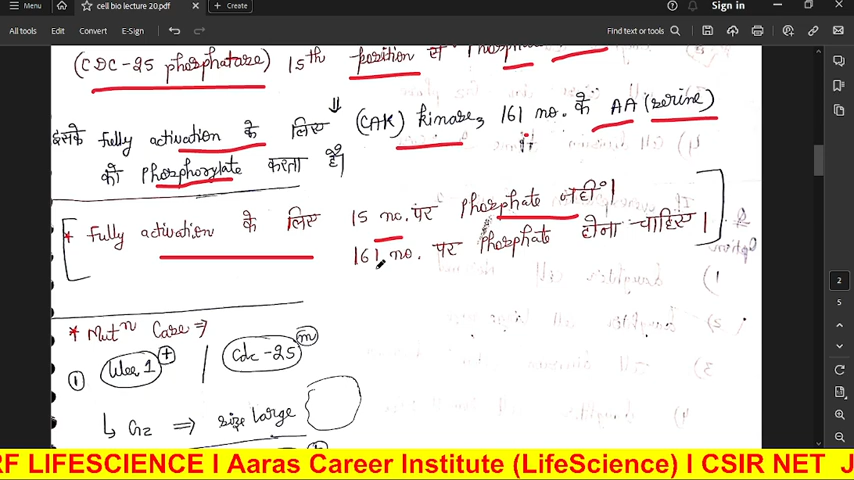 Menu
cell bio lecture 20.pdf
+ Create
Sign in
All tools
Edit
Convert
E-Sign
Find text or tools
(CDC-25 phosphatase) 15th position से
⇓
इसके fully activation के लिए (CAK) kinase, 161 no. के AA (serine)
को Phosphorylate करता है।
* Fully activation के लिए 15 no. पर phosphate नहीं।
161 no. पर phosphate होना चाहिए।
* Mutn Case ⇒
① Wee 1 + | Cdc-25 m
↳ G2 ⇒ size large
2
5
RF LIFESCIENCE I Aaras Career Institute (LifeScience) I CSIR NET J